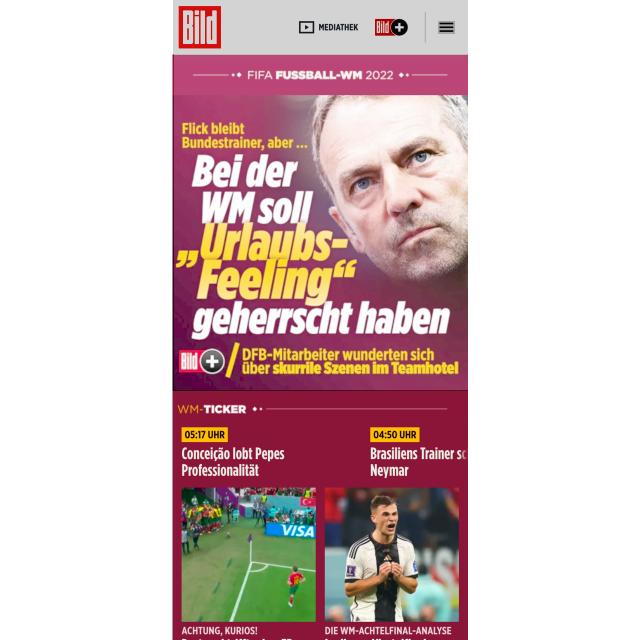 Bild
MEDIATHEK
Bild+
FIFA FUSSBALL-WM 2022
Flick bleibt
Bundestrainer, aber ...
Bei der
WM soll
„Urlaubs-
Feeling“
geherrscht haben
Bild+
DFB-Mitarbeiter wunderten sich
über skurrile Szenen im Teamhotel
WM-TICKER
05:17 UHR
Conceição lobt Pepes
Professionalität
04:50 UHR
Brasiliens Trainer
Neymar
VISA
ACHTUNG, KURIOS!
DIE WM-ACHTELFINAL-ANALYSE